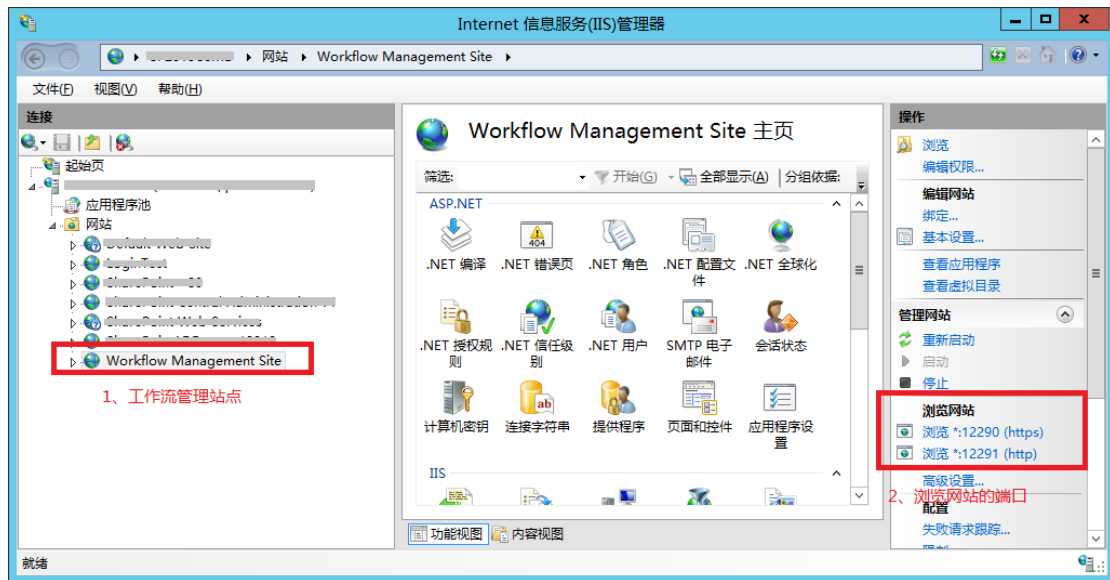 Internet 信息服务(IIS)管理器
网站 Workflow Management Site
文件(F) 视图(V) 帮助(H)
连接
起始页
应用程序池
网站
Default Web Site
LoginTest
SharePoint Web Services
Workflow Management Site
1、工作流管理站点
Workflow Management Site 主页
筛选: 开始(G) 全部显示(A) 分组依据:
ASP.NET
.NET 编译 .NET 错误页 .NET 角色 .NET 配置文件 .NET 全球化
.NET 授权规则 .NET 信任级别 .NET 用户 SMTP 电子邮件 会话状态
计算机密钥 连接字符串 提供程序 页面和控件 应用程序设置
IIS
功能视图 内容视图
操作
浏览
编辑权限...
编辑网站
绑定...
基本设置...
查看应用程序
查看虚拟目录
管理网站
重新启动
启动
停止
浏览网站
浏览 *:12290 (https)
浏览 *:12291 (http)
高级设置...
2、浏览网站的端口
配置
失败请求跟踪...
就绪